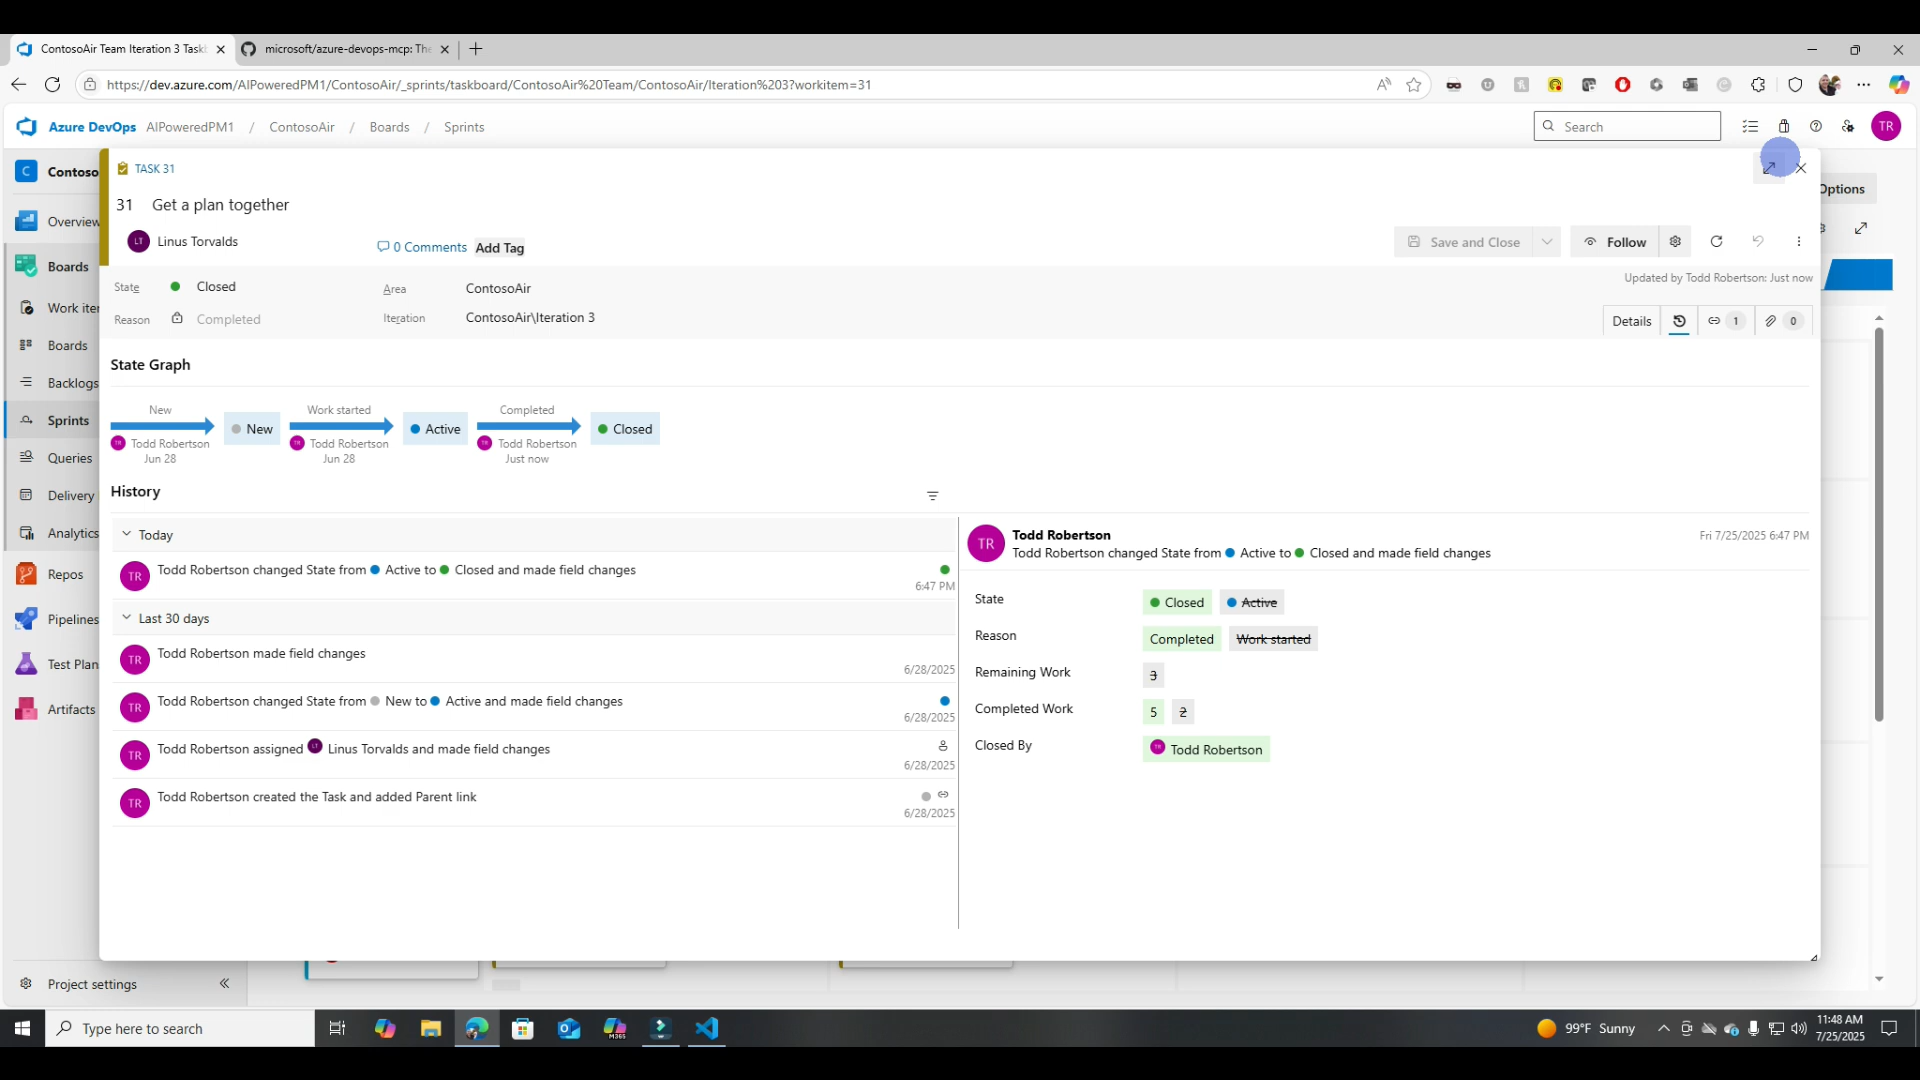 ContosoAir Team Iteration 3 Task
microsoft/azure-devops-mcp: The
https://dev.azure.com/AIPoweredPM1/ContosoAir/_sprints/taskboard/ContosoAir%20Team/ContosoAir/Iteration%203?workitem=31
Azure DevOps AIPoweredPM1 / ContosoAir / Boards / Sprints
Search
TR
C Contoso
TASK 31
Options
31 Get a plan together
Overview
LT Linus Torvalds
0 Comments Add Tag
Save and Close
Follow
Boards
Updated by Todd Robertson: Just now
State Closed
Area ContosoAir
Work iter
Reason Completed
Iteration ContosoAir\Iteration 3
Details 1 0
Boards
State Graph
Backlogs
New Work started Completed
Sprints
New Active Closed
TR Todd Robertson TR Todd Robertson TR Todd Robertson
Jun 28 Jun 28 Just now
Queries
History
Delivery
Today
TR Todd Robertson
Fri 7/25/2025 6:47 PM
Todd Robertson changed State from Active to Closed and made field changes
Analytics
TR Todd Robertson changed State from Active to Closed and made field changes
6:47 PM
Repos
State Closed Active
Last 30 days
Pipelines
Reason Completed Work started
TR Todd Robertson made field changes
6/28/2025
Test Plan
Remaining Work 3
TR Todd Robertson changed State from New to Active and made field changes
6/28/2025
Artifacts
Completed Work 5 2
TR Todd Robertson assigned LT Linus Torvalds and made field changes
6/28/2025
Closed By TR Todd Robertson
TR Todd Robertson created the Task and added Parent link
6/28/2025
Project settings
Type here to search
M365
99°F Sunny
11:48 AM
7/25/2025